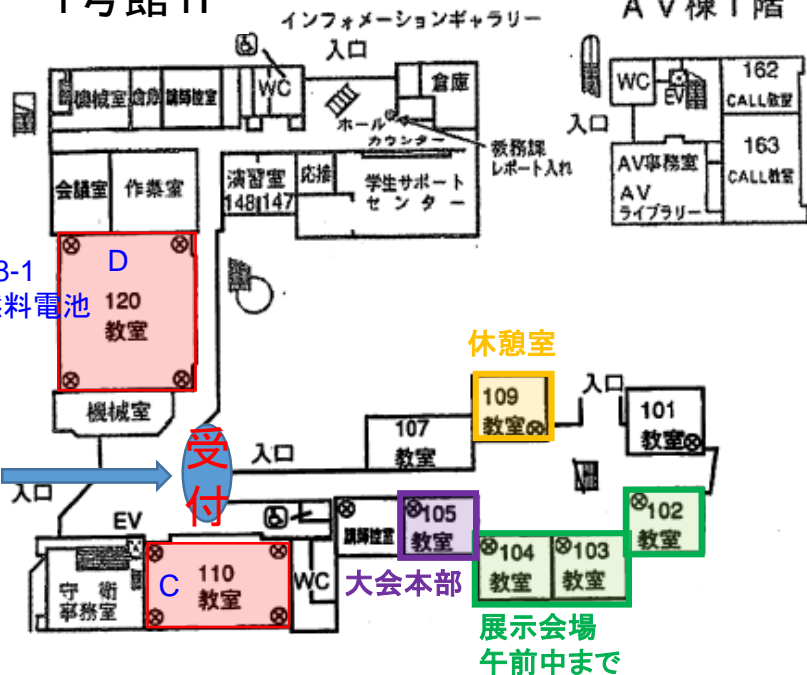 1号館1F
インフォメーションギャラリー
AV棟1階
入口
機械室
倉庫
講師控室
WC
倉庫
ホール
カウンター
教務課
レポート入れ
WC
EV
162
CALL教室
入口
163
CALL教室
AV事務室
AV
ライブラリー
会議室
作業室
演習室
148
147
応接
学生サポート
センター
D
8-1
料電池
120
教室
機械室
休憩室
109
教室
入口
101
教室
107
教室
受
付
入口
入口
EV
講師控室
105
教室
102
教室
守衛
事務室
C
110
教室
WC
大会本部
104
教室
103
教室
展示会場
午前中まで